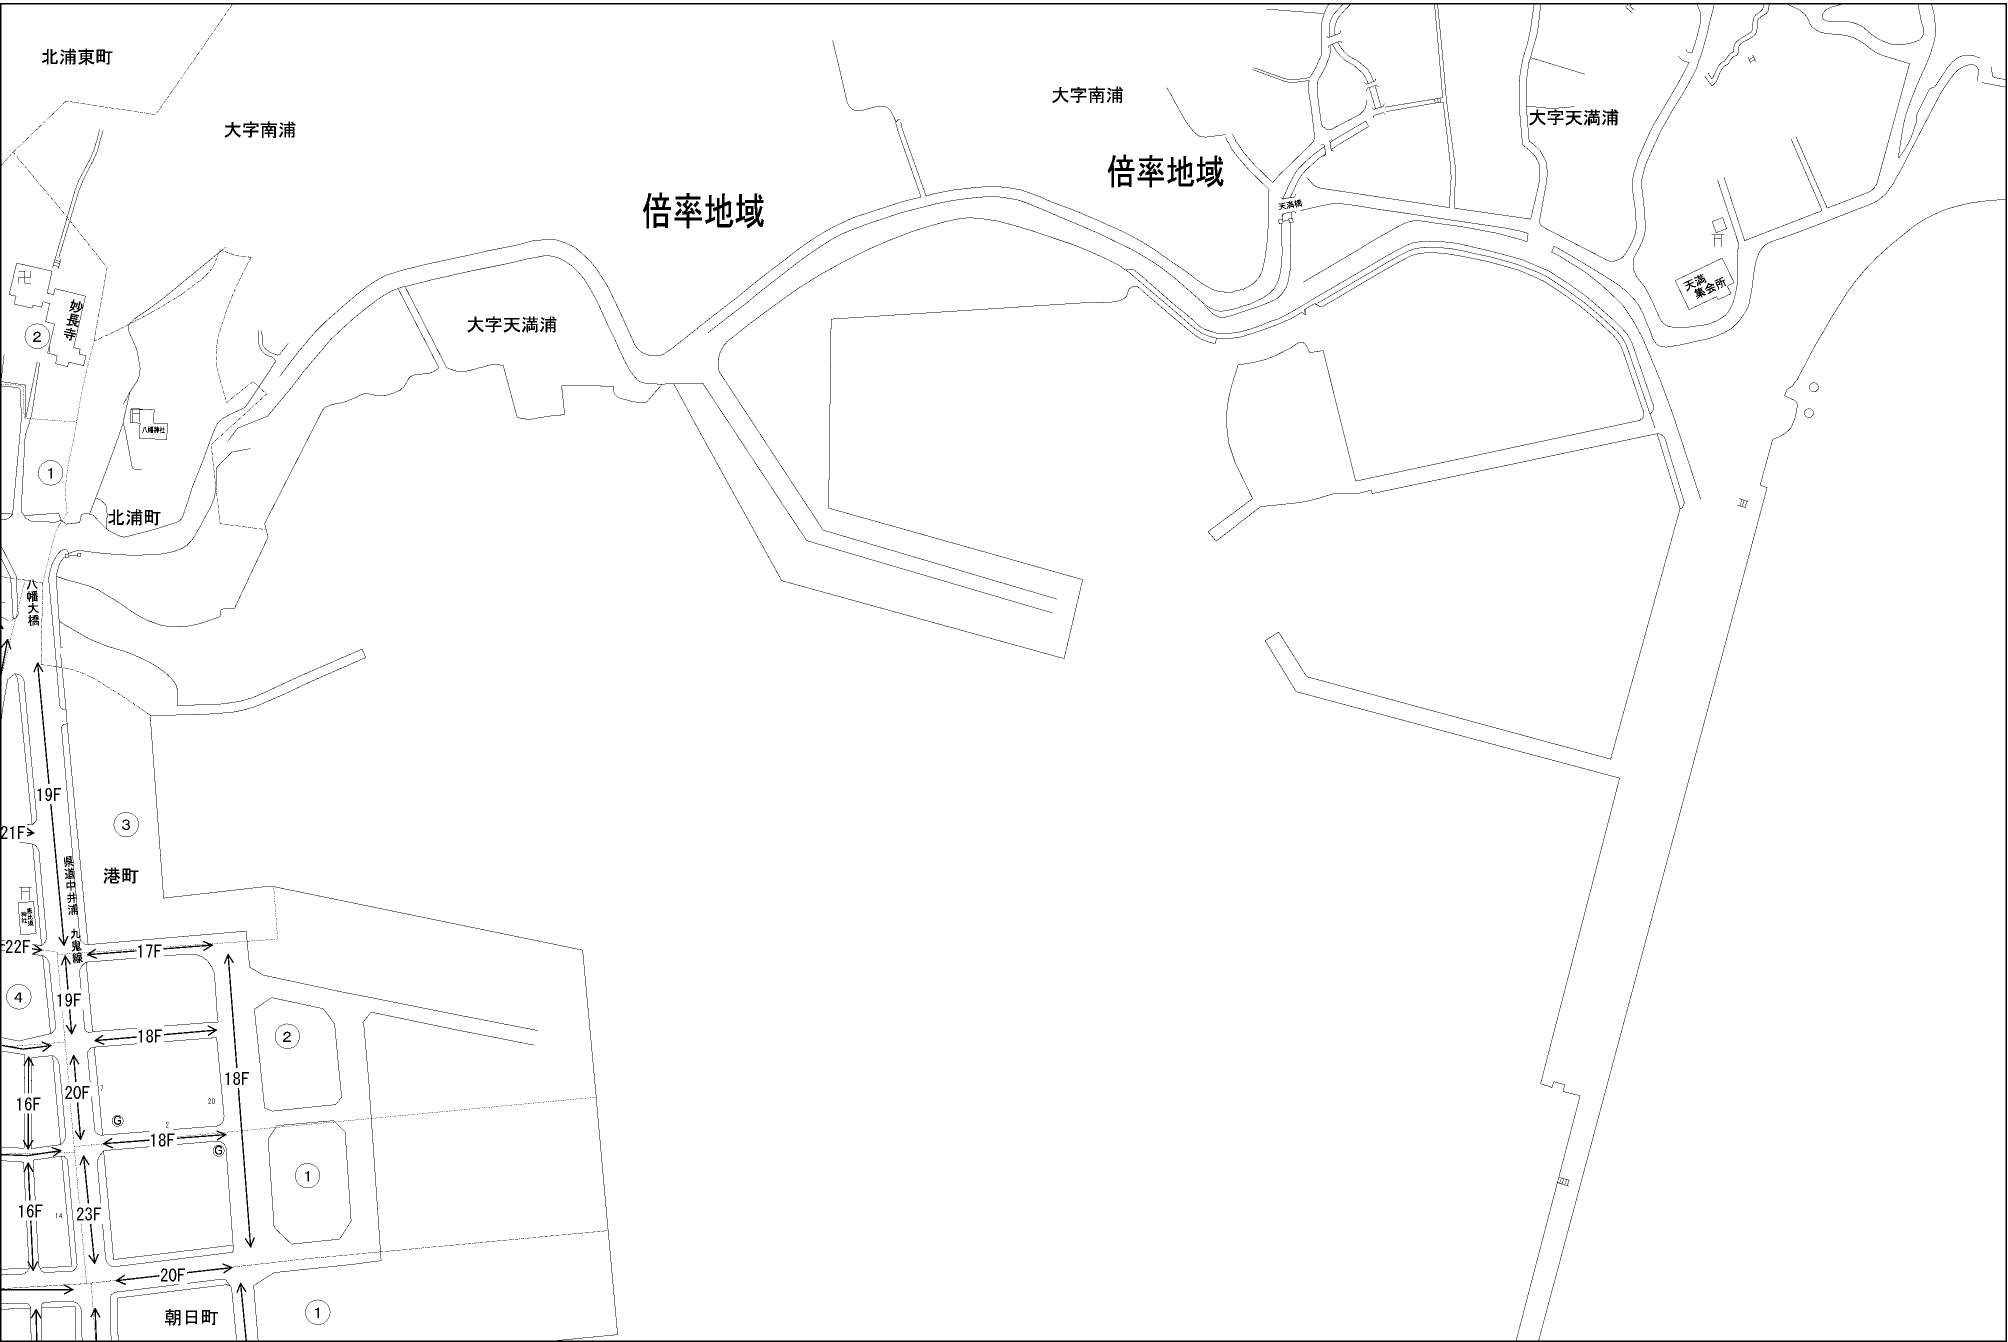 北浦東町
大字南浦
大字南浦
大字天満浦
倍率地域
倍率地域
天満橋
天満
集会所
妙長寺
2
大字天満浦
八幡神社
1
北浦町
八幡大橋
19F
3
21F
港町
県道中井浦
九鬼線
22F
17F
4
19F
18F
2
20F
18F
16F
7
20
G
2
18F
G
1
16F
14
23F
20F
朝日町
1